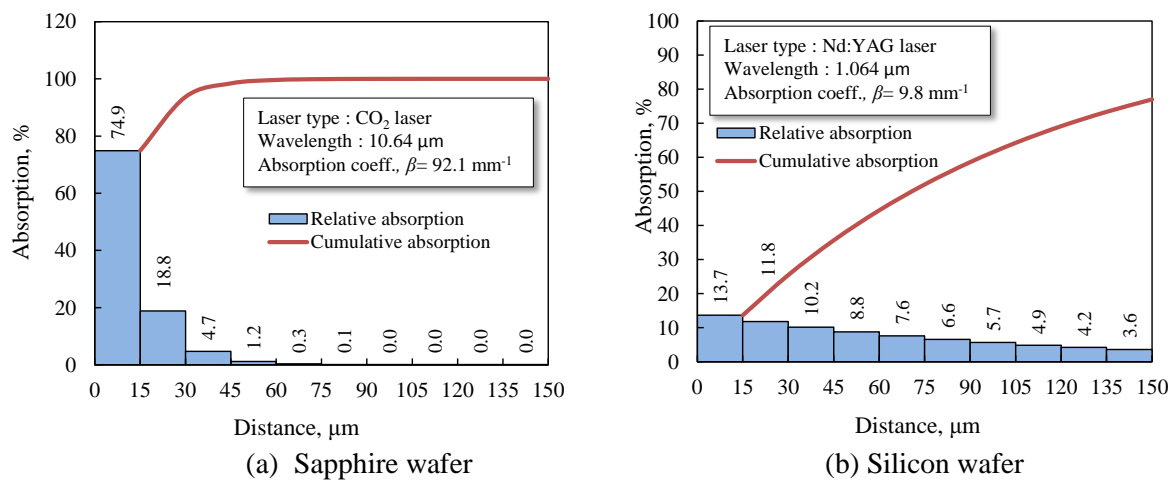 120
100
80
60
40
20
0
Absorption, %
74.9
18.8
4.7
1.2
0.3
0.1
0.0
0.0
0.0
0.0
Laser type : CO₂ laser
Wavelength : 10.64 μm
Absorption coeff., β= 92.1 mm⁻¹
Relative absorption
Cumulative absorption
0 15 30 45 60 75 90 105 120 135 150
Distance, μm
(a) Sapphire wafer
100
90
80
70
60
50
40
30
20
10
0
Absorption, %
Laser type : Nd:YAG laser
Wavelength : 1.064 μm
Absorption coeff., β= 9.8 mm⁻¹
Relative absorption
Cumulative absorption
13.7
11.8
10.2
8.8
7.6
6.6
5.7
4.9
4.2
3.6
0 15 30 45 60 75 90 105 120 135 150
Distance, μm
(b) Silicon wafer